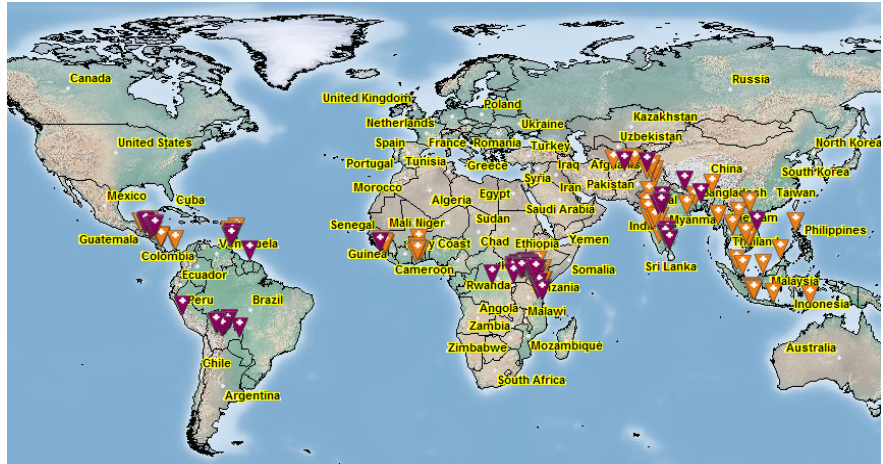 Canada
Russia
United Kingdom
Poland
Netherlands
Ukraine
Kazakhstan
United States
Spain
France
Romania
Turkey
Uzbekistan
North Korea
Portugal
Tunisia
Greece
Iraq
China
South Korea
Morocco
Syria
Iran
Pakistan
México
Cuba
Algeria
Egypt
Saudi Arabia
Taiwan
Senegal
Mali
Niger
Sudan
Guatemala
Chad
Ethiopia
Yemen
Philippines
Guinea
Colombia
Cameroon
Somalia
Sri Lanka
Ecuador
Rwanda
Malaysia
Peru
Brazil
Angola
Malawi
Indonesia
Zambia
Zimbabwe
Mozambique
Australia
Chile
South Africa
Argentina